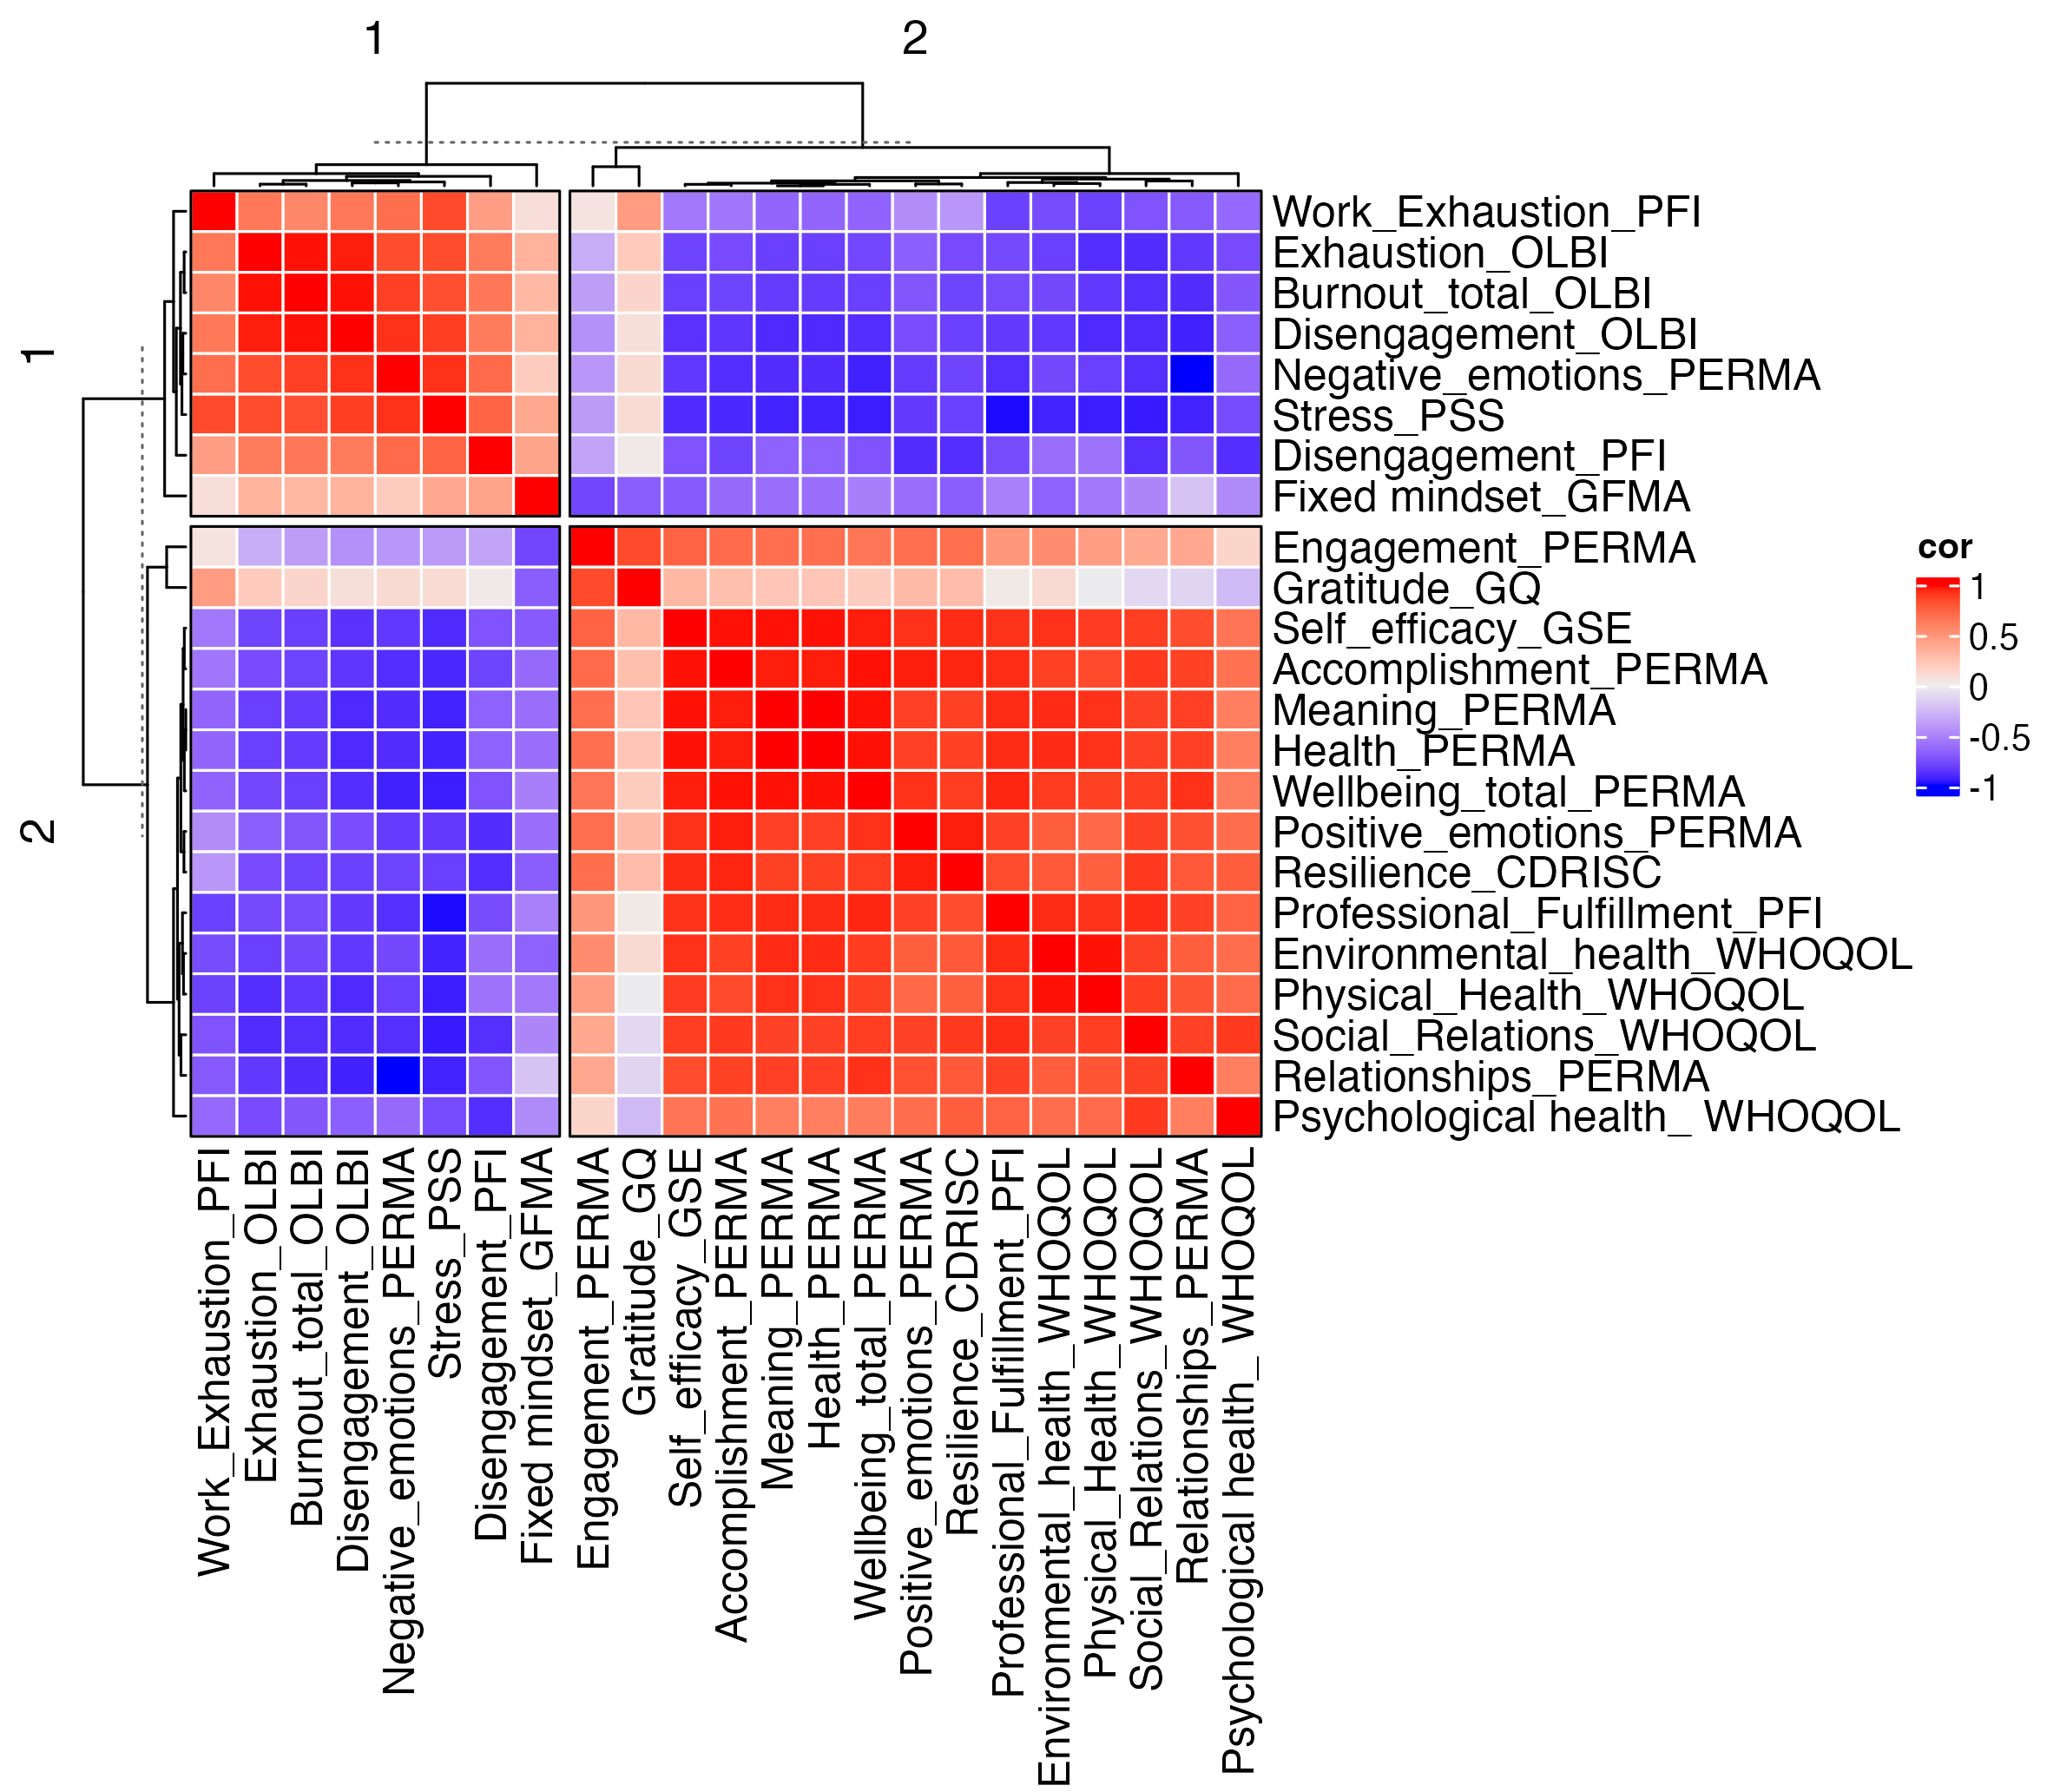 1
2
1
2
Work_Exhaustion_PFI
Exhaustion_OLBI
Burnout_total_OLBI
Disengagement_OLBI
Negative_emotions_PERMA
Stress_PSS
Disengagement_PFI
Fixed mindset_GFMA
Engagement_PERMA
Gratitude_GQ
Self_efficacy_GSE
Accomplishment_PERMA
Meaning_PERMA
Health_PERMA
Wellbeing_total_PERMA
Positive_emotions_PERMA
Resilience_CDRISC
Professional_Fulfillment_PFI
Environmental_health_WHOQOL
Physical_Health_WHOQOL
Social_Relations_WHOQOL
Relationships_PERMA
Psychological health_ WHOQOL
cor
1
0.5
0
-0.5
-1
Work_Exhaustion_PFI
Exhaustion_OLBI
Burnout_total_OLBI
Disengagement_OLBI
Negative_emotions_PERMA
Stress_PSS
Disengagement_PFI
Fixed mindset_GFMA
Engagement_PERMA
Gratitude_GQ
Self_efficacy_GSE
Accomplishment_PERMA
Meaning_PERMA
Health_PERMA
Wellbeing_total_PERMA
Positive_emotions_PERMA
Resilience_CDRISC
Professional_Fulfillment_PFI
Environmental_health_WHOQOL
Physical_Health_WHOQOL
Social_Relations_WHOQOL
Relationships_PERMA
Psychological health_ WHOQOL